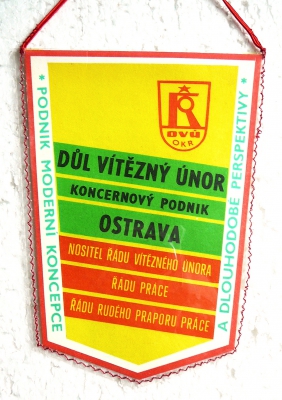 * PODNIK MODERNÍ KONCEPCE
A DLOUHODOBÉ PERSPEKTIVY *
OKR
DŮL VÍTĚZNÝ ÚNOR
KONCERNOVÝ PODNIK
OSTRAVA
NOSITEL ŘÁDU VÍTĚZNÉHO ÚNORA
ŘÁDU PRÁCE
ŘÁDU RUDÉHO PRAPORU PRÁCE